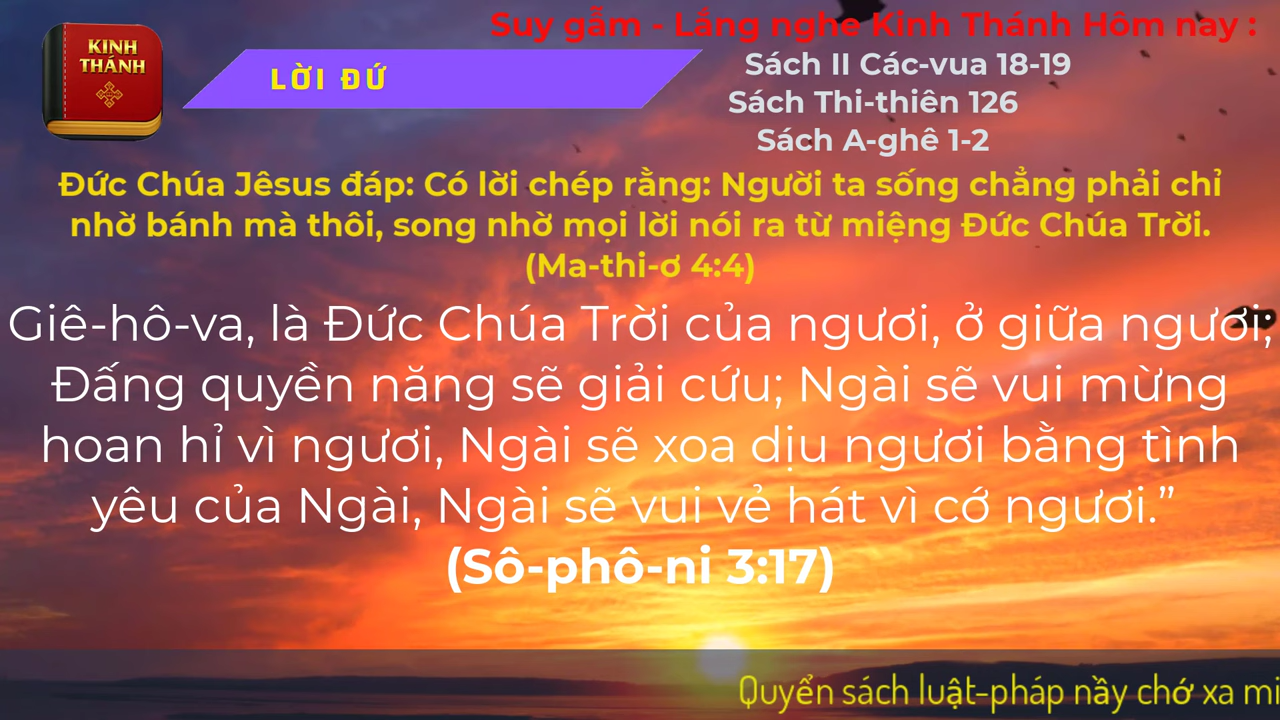 KINH
THÁNH
LỜI ĐỨ
Suy gẫm - Lắng nghe Kinh Thánh Hôm nay :
Sách II Các-vua 18-19
Sách Thi-thiên 126
Sách A-ghê 1-2
Đức Chúa Jêsus đáp: Có lời chép rằng: Người ta sống chẳng phải chỉ
nhờ bánh mà thôi, song nhờ mọi lời nói ra từ miệng Đức Chúa Trời.
(Ma-thi-ơ 4:4)
Giê-hô-va, là Đức Chúa Trời của ngươi, ở giữa ngươi;
Đấng quyền năng sẽ giải cứu; Ngài sẽ vui mừng
hoan hỉ vì ngươi, Ngài sẽ xoa dịu ngươi bằng tình
yêu của Ngài, Ngài sẽ vui vẻ hát vì cớ ngươi.”
(Sô-phô-ni 3:17)
Quyển sách luật-pháp nầy chớ xa mi